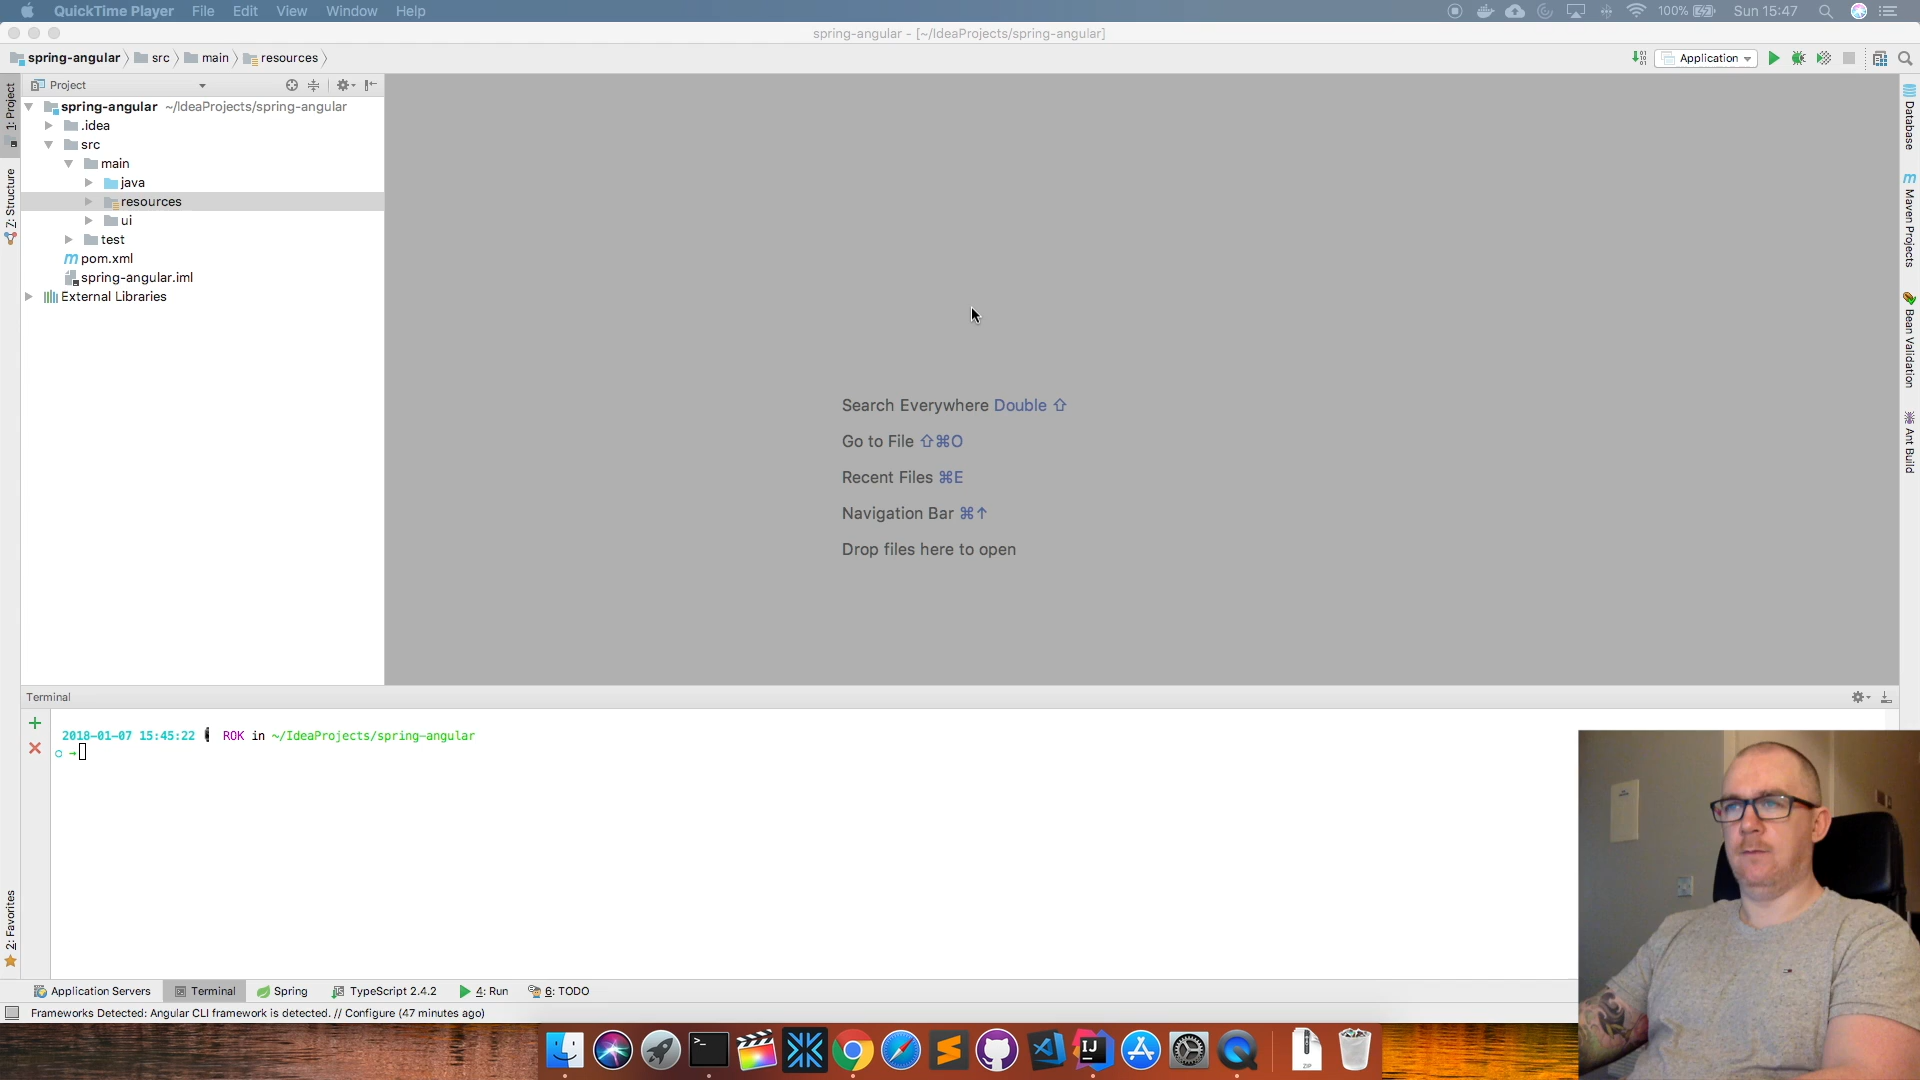 QuickTime Player File Edit View Window Help 100% Sun 15:47
spring-angular - [~/IdeaProjects/spring-angular]
spring-angular src main resources Application
Project
spring-angular ~/IdeaProjects/spring-angular
.idea
src
main
java
resources
ui
test
pom.xml
spring-angular.iml
External Libraries
1: Project
7: Structure
2: Favorites
Search Everywhere Double ⇧
Go to File ⇧⌘O
Recent Files ⌘E
Navigation Bar ⌘↑
Drop files here to open
Database
Maven Projects
Bean Validation
Ant Build
Terminal
2018-01-07 15:45:22 ROK in ~/IdeaProjects/spring-angular
○ →
Application Servers Terminal Spring TypeScript 2.4.2 4: Run 6: TODO
Frameworks Detected: Angular CLI framework is detected. // Configure (47 minutes ago)
IJ
ZIP